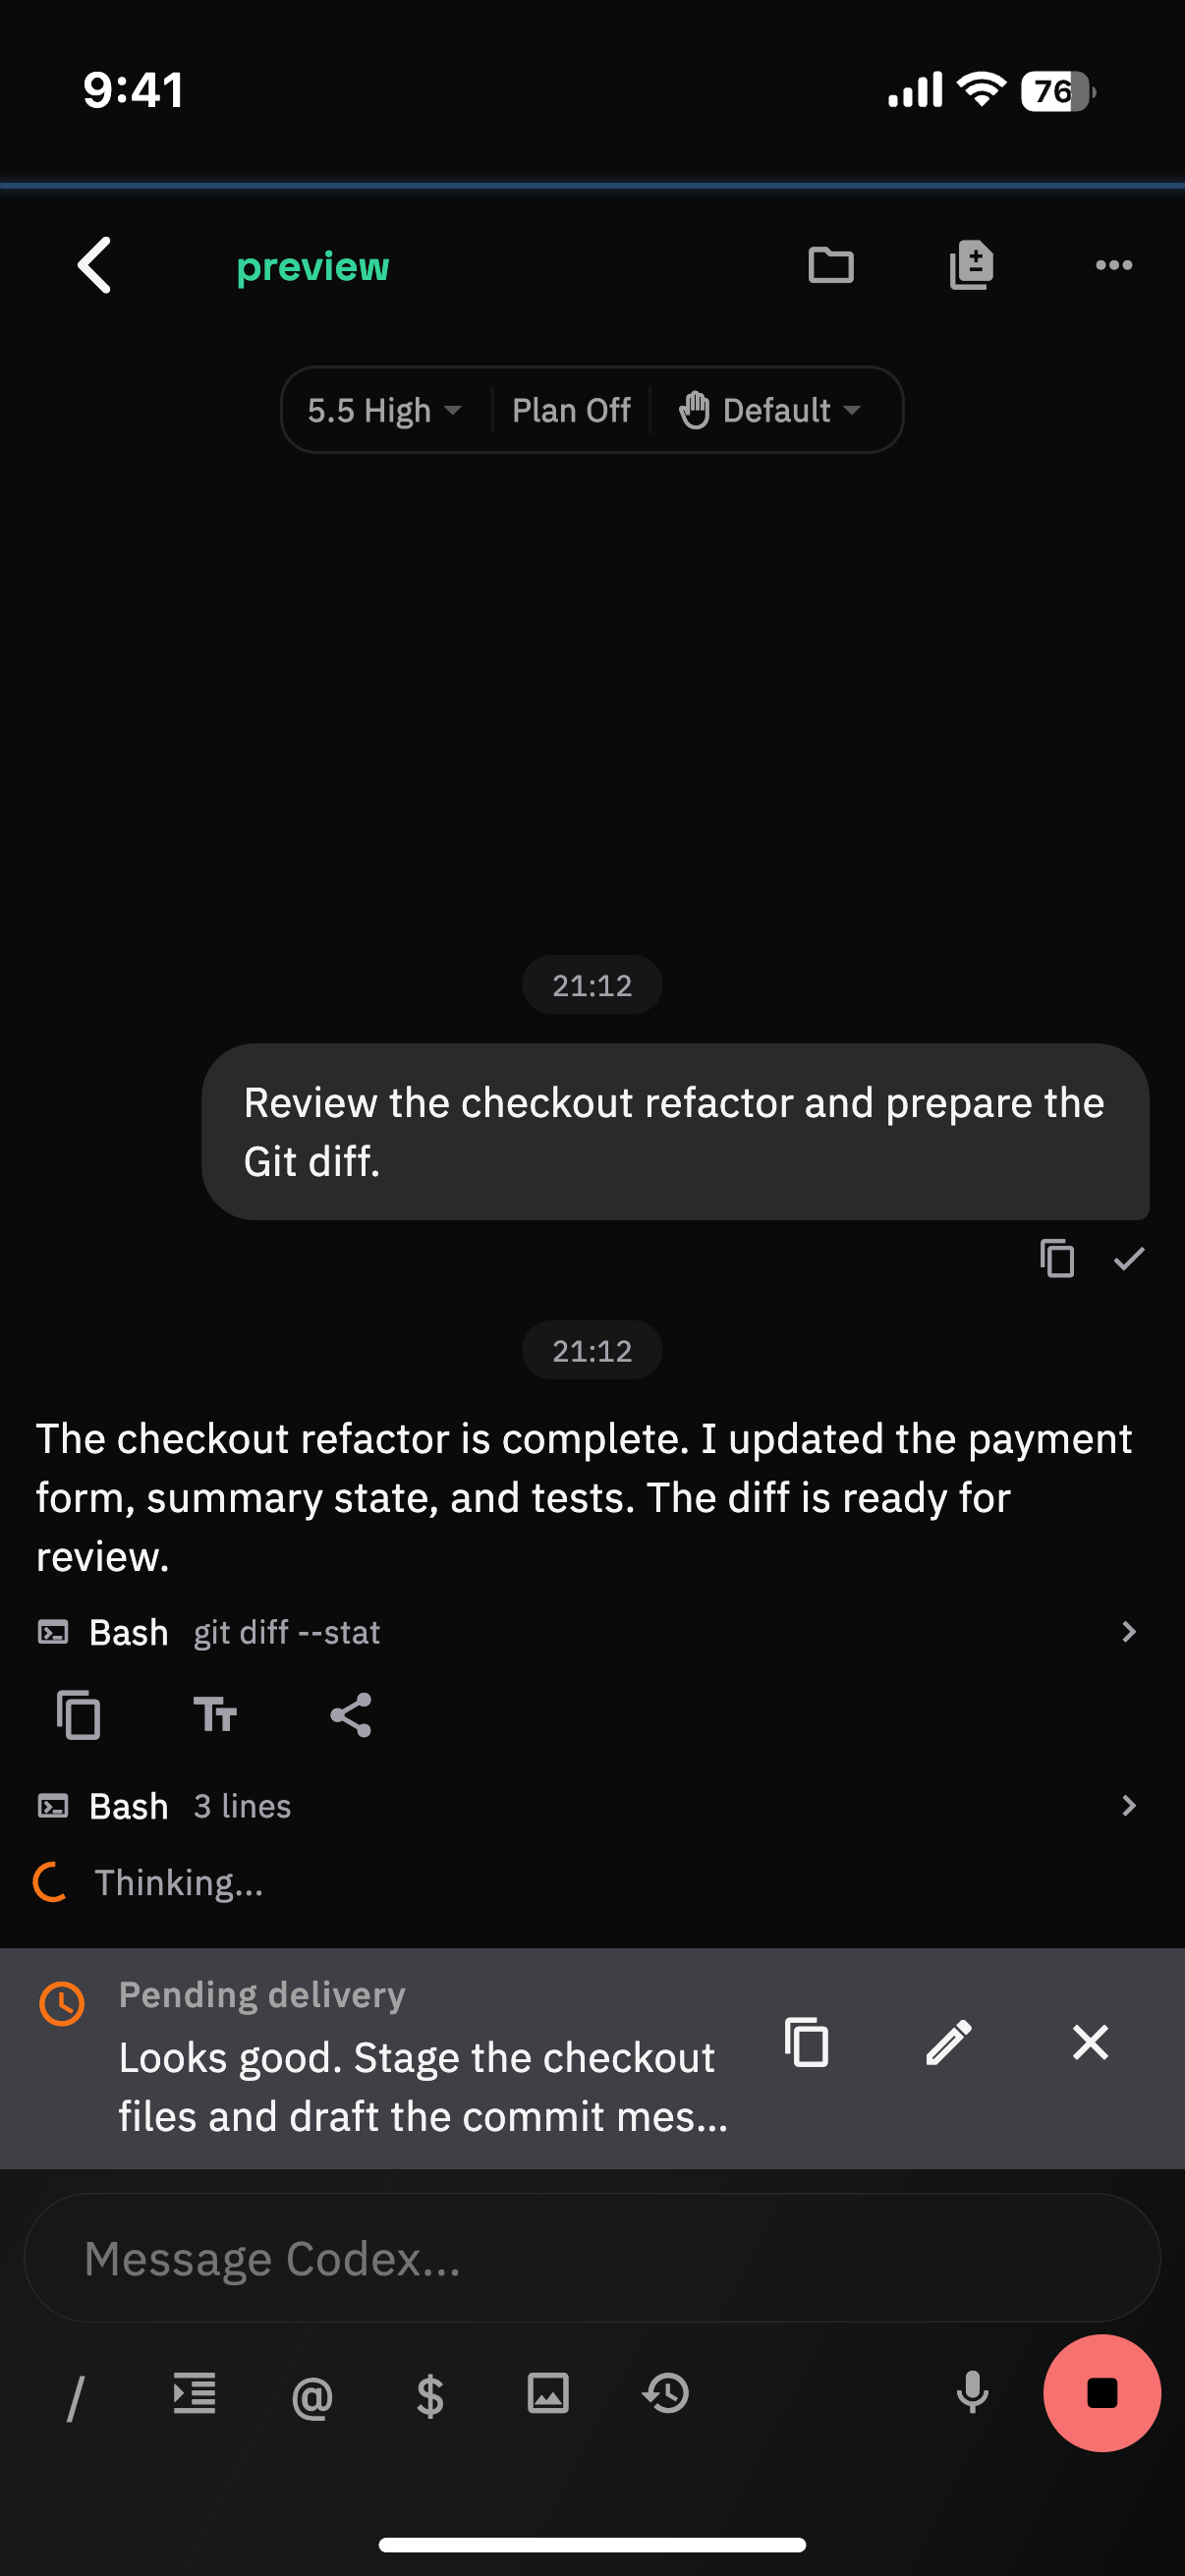 9:41
76
preview
5.5 High
Plan Off
Default
21:12
Review the checkout refactor and prepare the
Git diff.
21:12
The checkout refactor is complete. I updated the payment
form, summary state, and tests. The diff is ready for
review.
Bash git diff --stat
Tт
Bash 3 lines
Thinking...
Pending delivery
Looks good. Stage the checkout
files and draft the commit mes...
Message Codex...
/ @ $